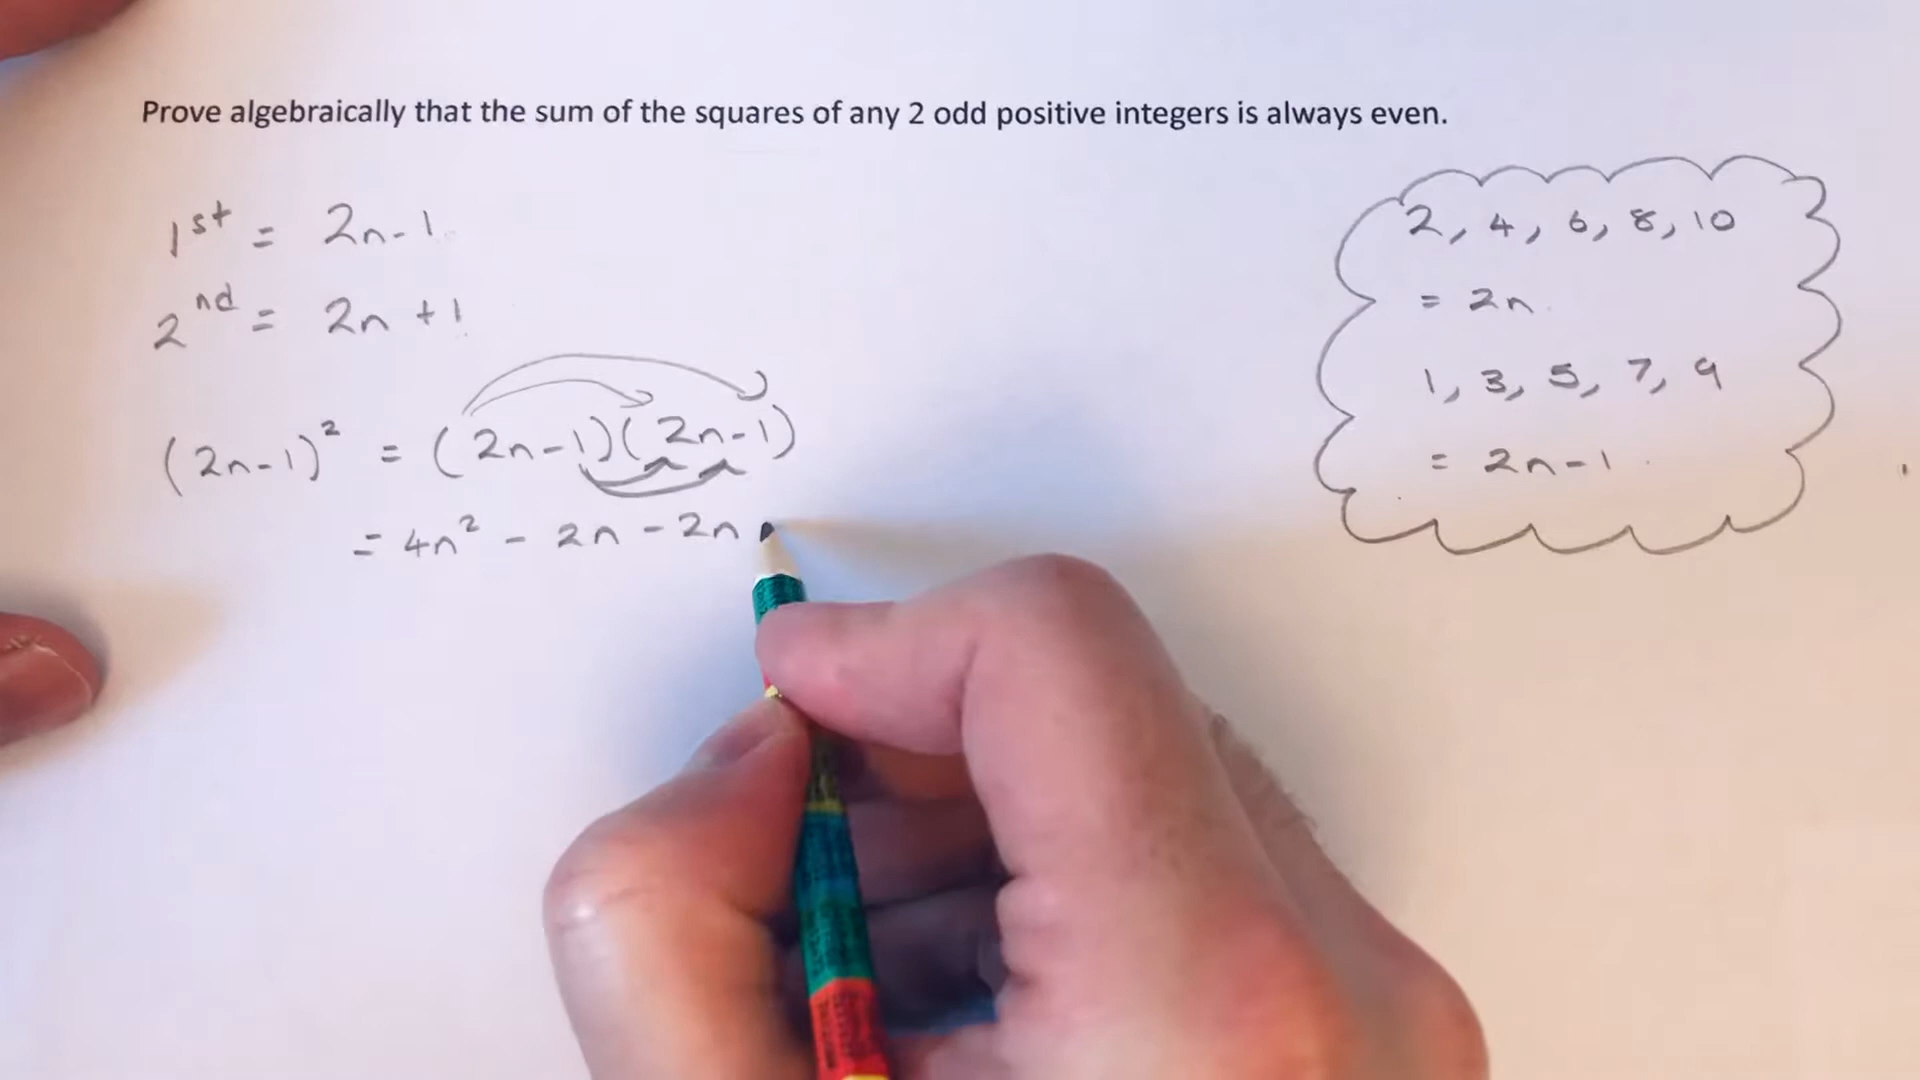 Prove algebraically that the sum of the squares of any 2 odd positive integers is always even.
1st = 2n-1
2nd = 2n+1
(2n-1)² = (2n-1)(2n-1)
= 4n² - 2n - 2n
2, 4, 6, 8, 10
= 2n
1, 3, 5, 7, 9
= 2n-1